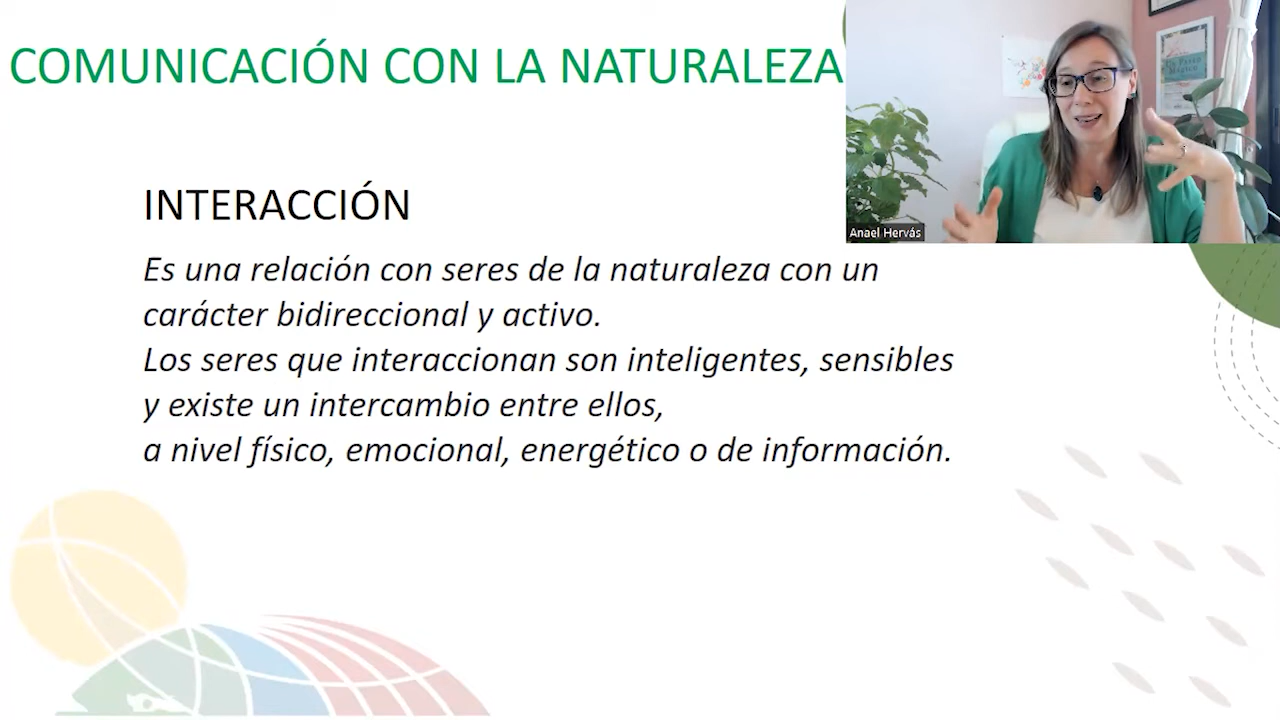 COMUNICACIÓN CON LA NATURALEZA
Anael Hervás
INTERACCIÓN
Es una relación con seres de la naturaleza con un
carácter bidireccional y activo.
Los seres que interaccionan son inteligentes, sensibles
y existe un intercambio entre ellos,
a nivel físico, emocional, energético o de información.